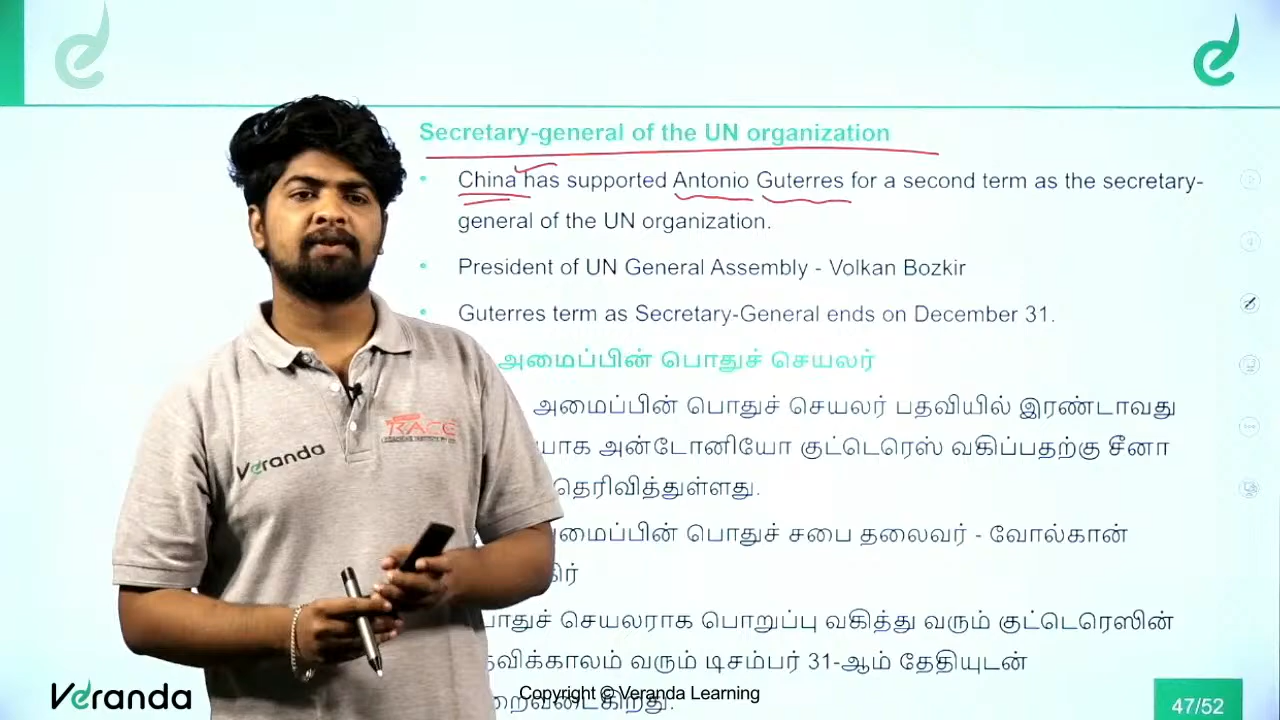 Secretary-general of the UN organization
• China has supported Antonio Guterres for a second term as the secretary-
general of the UN organization.
• President of UN General Assembly - Volkan Bozkir
• Guterres term as Secretary-General ends on December 31.
அமைப்பின் பொதுச் செயலர்
அமைப்பின் பொதுச் செயலர் பதவியில் இரண்டாவது
அன்டோனியோ குட்டெரெஸ் வகிப்பதற்கு சீனா
தெரிவித்துள்ளது.
பொதுச் சபை தலைவர் - வோல்கான்
செயலராக பொறுப்பு வகித்து வரும் குட்டெரெஸின்
வரும் டிசம்பர் 31-ஆம் தேதியுடன்
Veranda
RACE
Veranda
Copyright © Veranda Learning
47/52